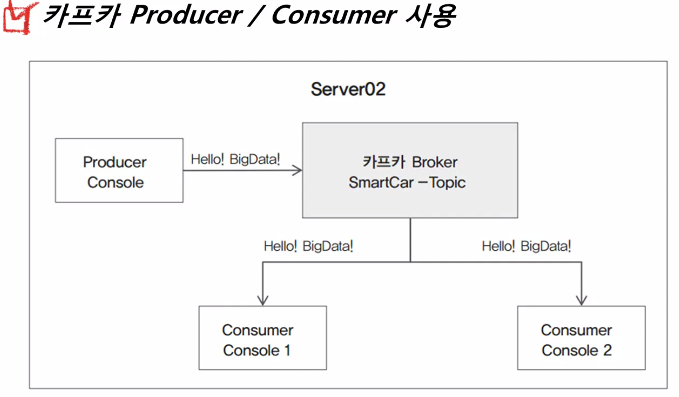 카프카 Producer / Consumer 사용
Server02
Producer
Console
Hello! BigData!
카프카 Broker
SmartCar –Topic
Hello! BigData!
Hello! BigData!
Consumer
Console 1
Consumer
Console 2